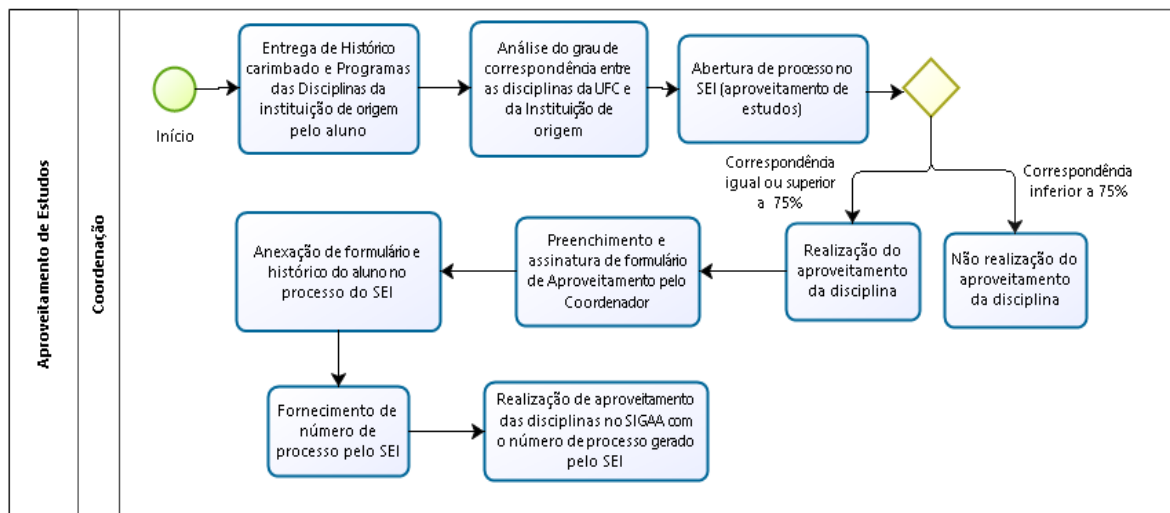 Aproveitamento de Estudos
Coordenação
Início
Entrega de Histórico
carimbado e Programas
das Disciplinas da
instituição de origem
pelo aluno
Análise do grau de
correspondência entre
as disciplinas da UFC e
da Instituição de
origem
Abertura de processo no
SEI (aproveitamento de
estudos)
Correspondência
igual ou superior
a 75%
Correspondência
inferior a 75%
Realização do
aproveitamento
da disciplina
Não realização do
aproveitamento
da disciplina
Preenchimento e
assinatura de formulário
de Aproveitamento pelo
Coordenador
Anexação de formulário e
histórico do aluno no
processo do SEI
Fornecimento de
número de
processo pelo SEI
Realização de aproveitamento
das disciplinas no SIGAA com
o número de processo gerado
pelo SEI